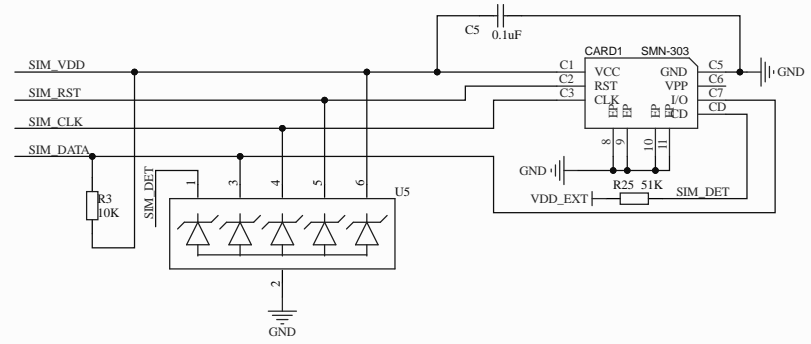 C5
0.1uF
CARD1
SMN-303
SIM_VDD
SIM_RST
SIM_CLK
SIM_DATA
C1
C2
C3
VCC
RST
CLK
GND
VPP
I/O
CD
EP
EP
EP
EP
C5
C6
C7
CD
GND
8
9
10
11
GND
R25
51K
VDD_EXT
SIM_DET
R3
10K
SIM_DET
1
3
4
5
6
U5
2
GND